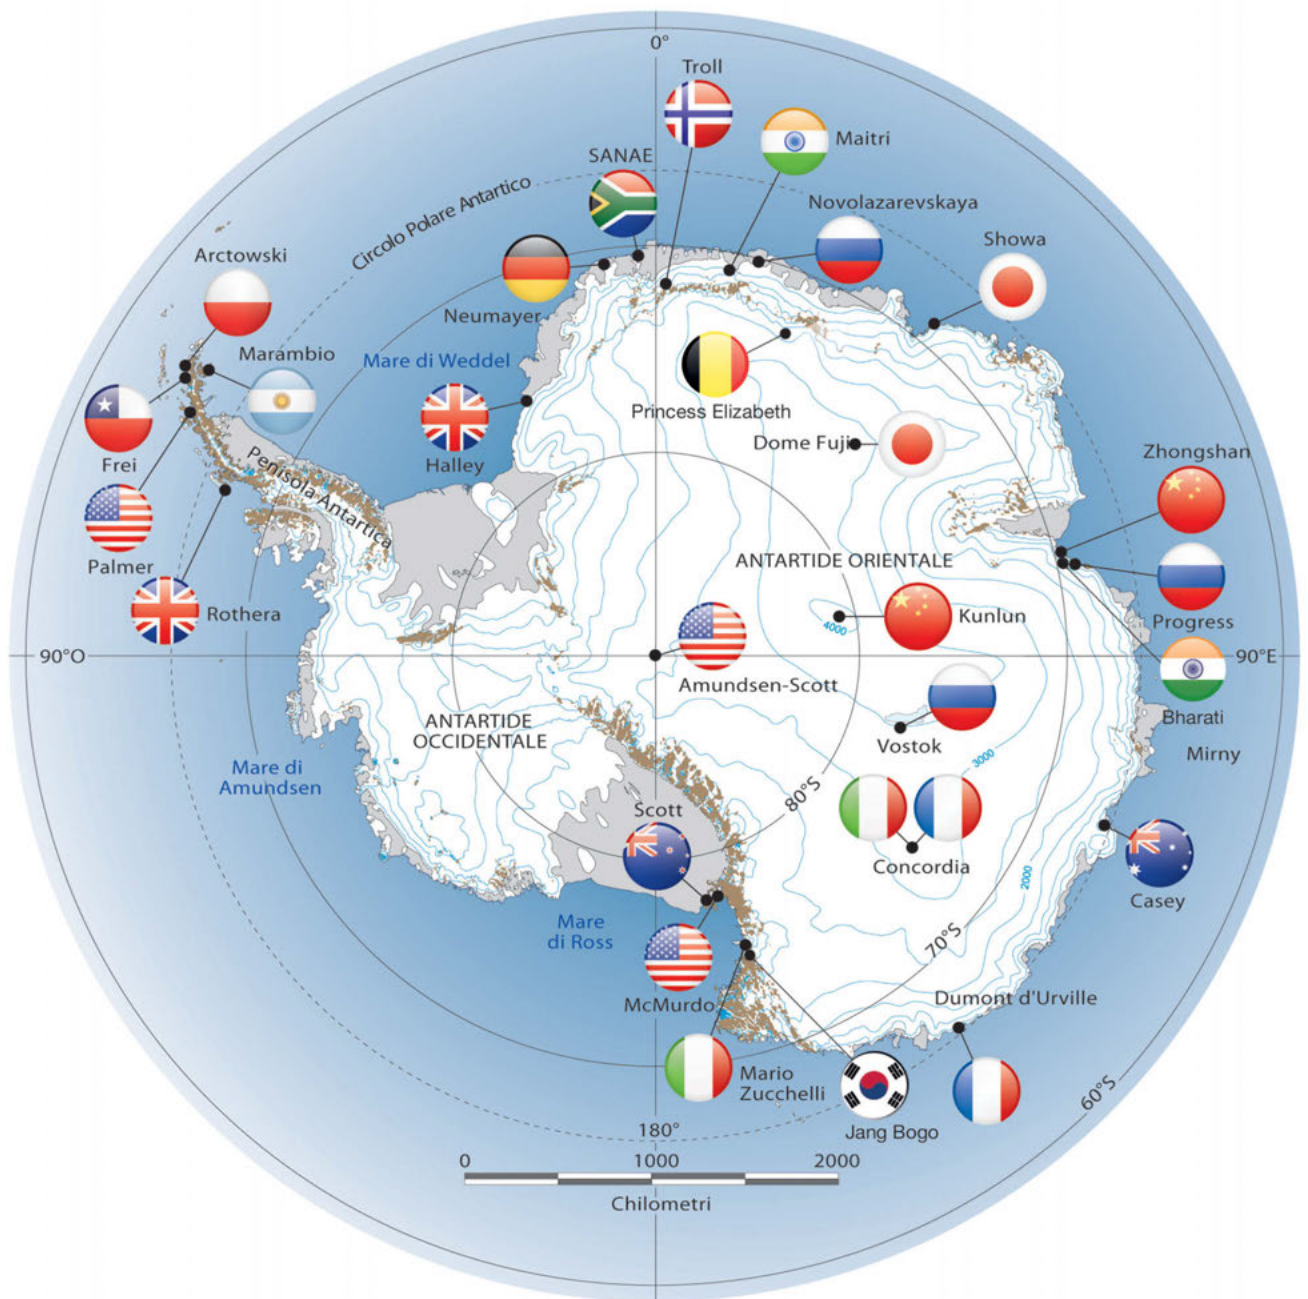 0°
Troll
Maitri
SANAE
Circolo Polare Antartico
Novolazarevskaya
Showa
Arctowski
Neumayer
Marambio
Mare di Weddel
Princess Elizabeth
Dome Fuji
Zhongshan
Frei
Halley
Penisola Antartica
Palmer
ANTARTIDE ORIENTALE
Rothera
4000
Kunlun
Progress
90°O
90°E
Amundsen-Scott
Bharati
ANTARTIDE
OCCIDENTALE
Vostok
Mirny
3000
Mare di
Amundsen
80°S
Scott
Concordia
2000
Casey
Mare
di Ross
70°S
McMurdo
Dumont d'Urville
Mario
Zucchelli
60°S
Jang Bogo
180°
0 1000 2000
Chilometri